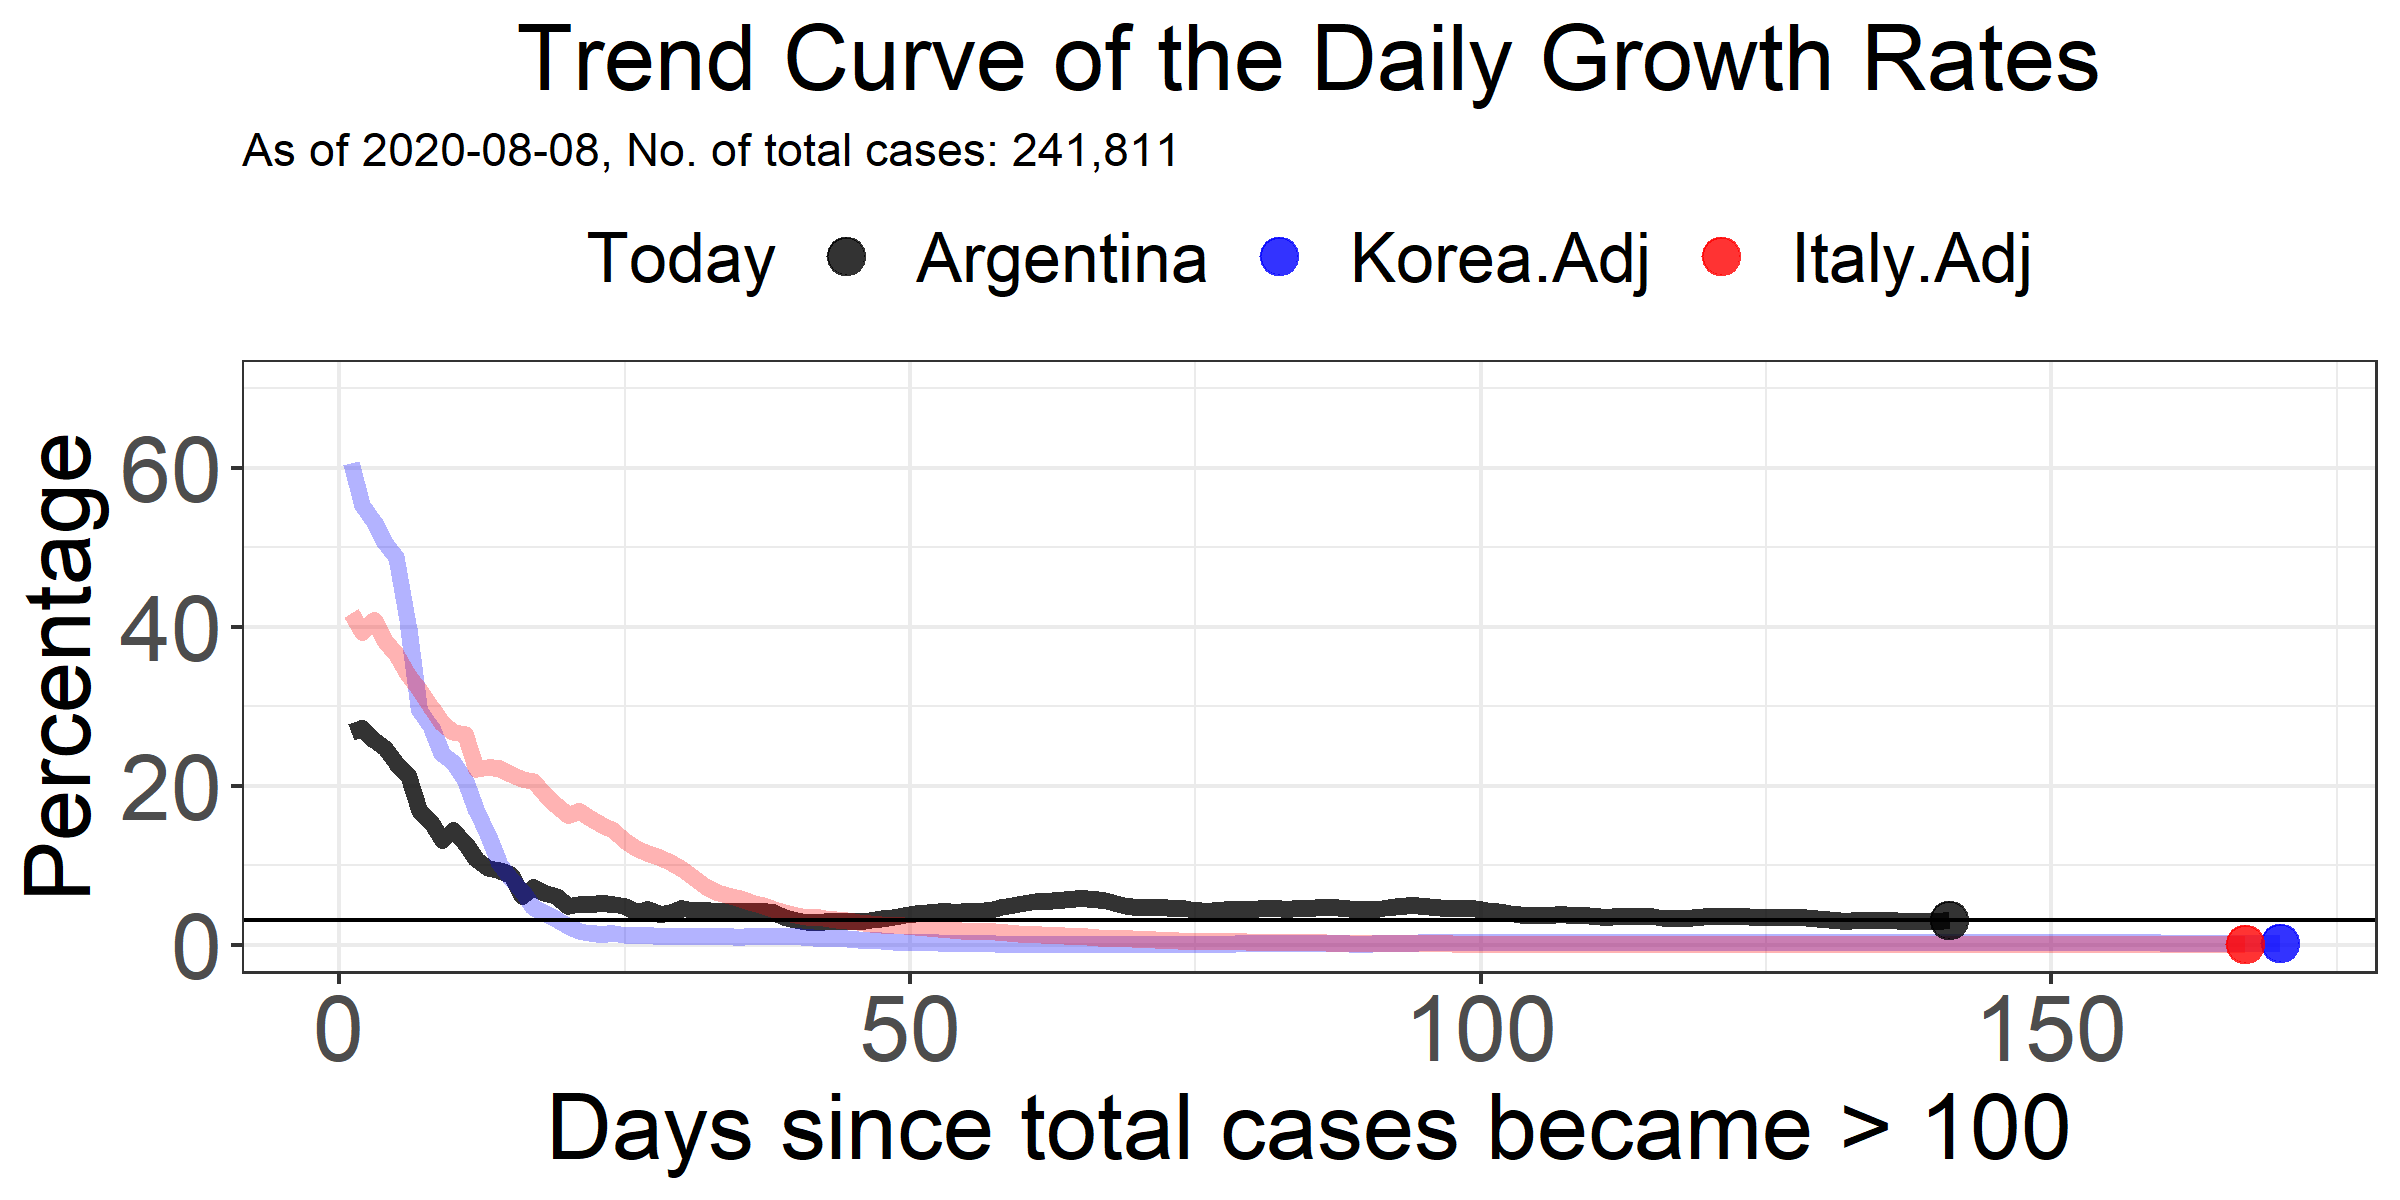 Trend Curve of the Daily Growth Rates
As of 2020-08-08, No. of total cases: 241,811
Today Argentina Korea.Adj Italy.Adj
Percentage
60
40
20
0
0 50 100 150
Days since total cases became > 100